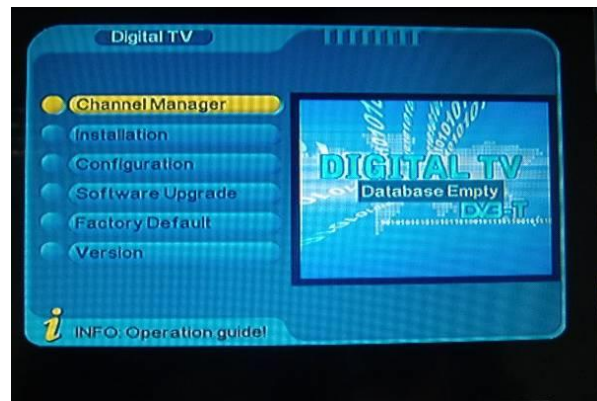 Digital TV
Channel Manager
Installation
Configuration
Software Upgrade
Factory Default
Version
DIGITAL TV
Database Empty
DVB-T
INFO: Operation guide!